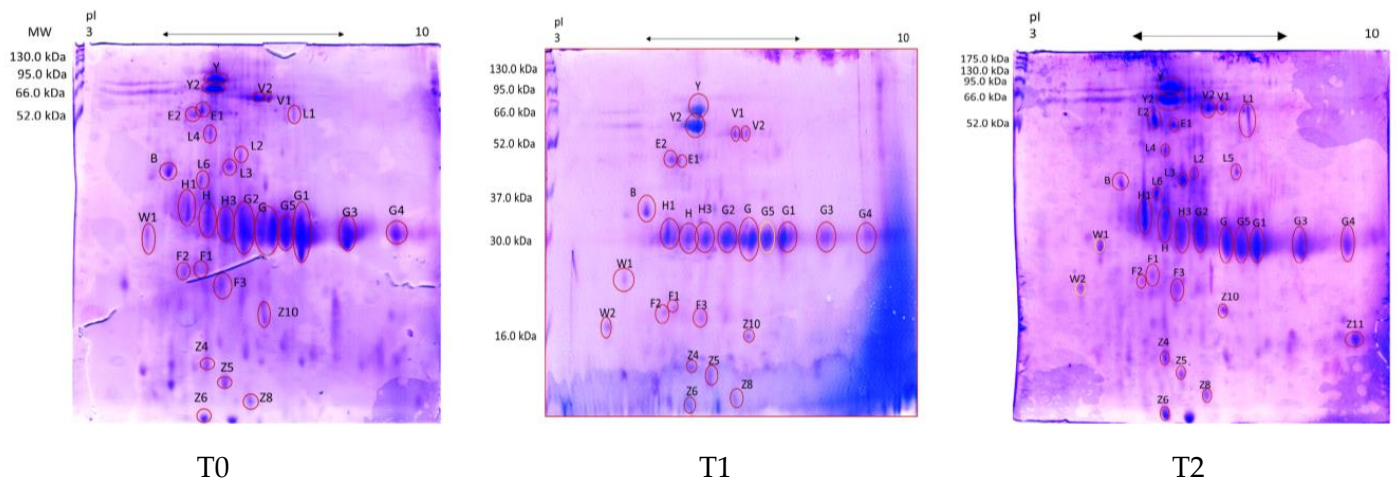 pI
MW 3 10
130.0 kDa
95.0 kDa
66.0 kDa
52.0 kDa
Y
Y2 V2
V1 L1
E2 E1
L4
L2
B L6 L3
H1 H H3 G2 G G5 G1 G3 G4
W1
F2 F1
F3
Z10
Z4
Z5
Z6 Z8
T0
pI
3 10
130.0 kDa
95.0 kDa
66.0 kDa
52.0 kDa
37.0 kDa
30.0 kDa
16.0 kDa
Y
Y2 V1 V2
E2 E1
B
H1 H H3 G2 G G5 G1 G3 G4
W1
W2 F2 F1 F3
Z10
Z4 Z5
Z6 Z8
T1
pI
3 10
175.0 kDa
130.0 kDa
95.0 kDa
66.0 kDa
52.0 kDa
Y
Y2 V2 V1 L1
E2 E1
L4
L3 L2 L5
B L6
H1 H H3 G2 G G5 G1 G3 G4
W1
W2 F2 F1 F3
Z10
Z11
Z4 Z5
Z6 Z8
T2